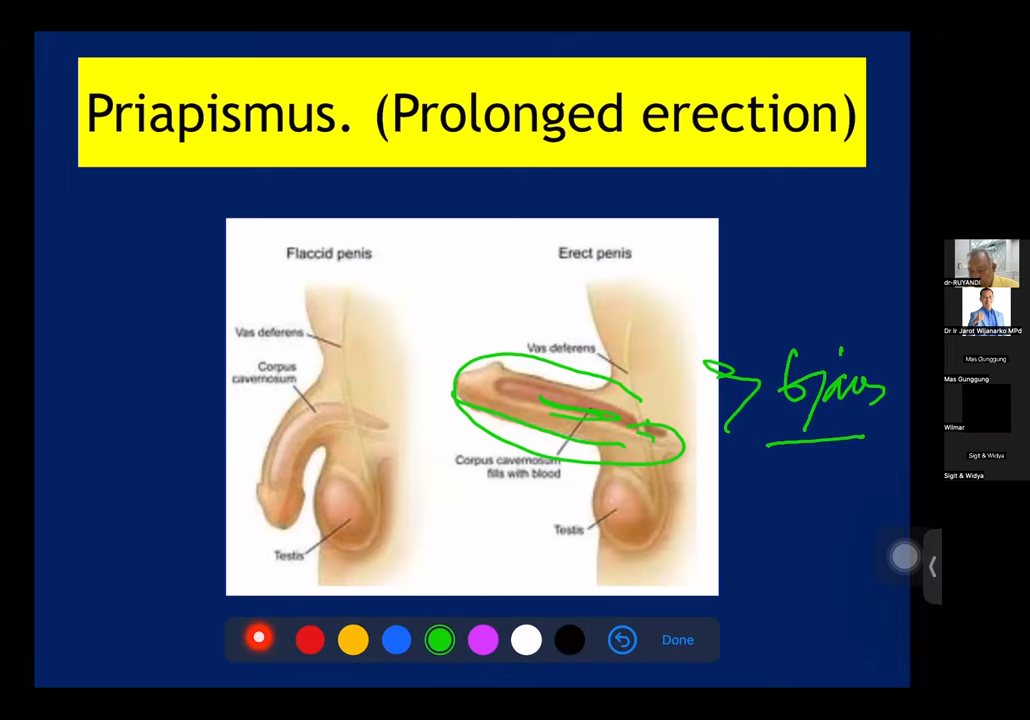 Priapismus. (Prolonged erection)
Flaccid penis
Erect penis
Vas deferens
Corpus
cavernosum
Testis
Vas deferens
Corpus cavernosum
fills with blood
Testis
dr-RUYANDI
Dr Ir Jarot Wijanarko MPd
Mas Gunggung
Mas Gunggung
Wilmar
Sigit & Widya
Sigit & Widya
Done